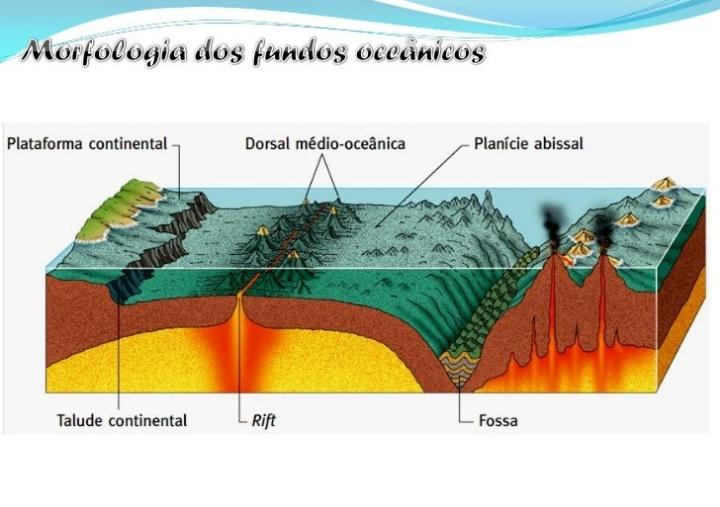 Morfologia dos fundos oceânicos
Plataforma continental
Dorsal médio-oceânica
Planície abissal
Talude continental
Rift
Fossa